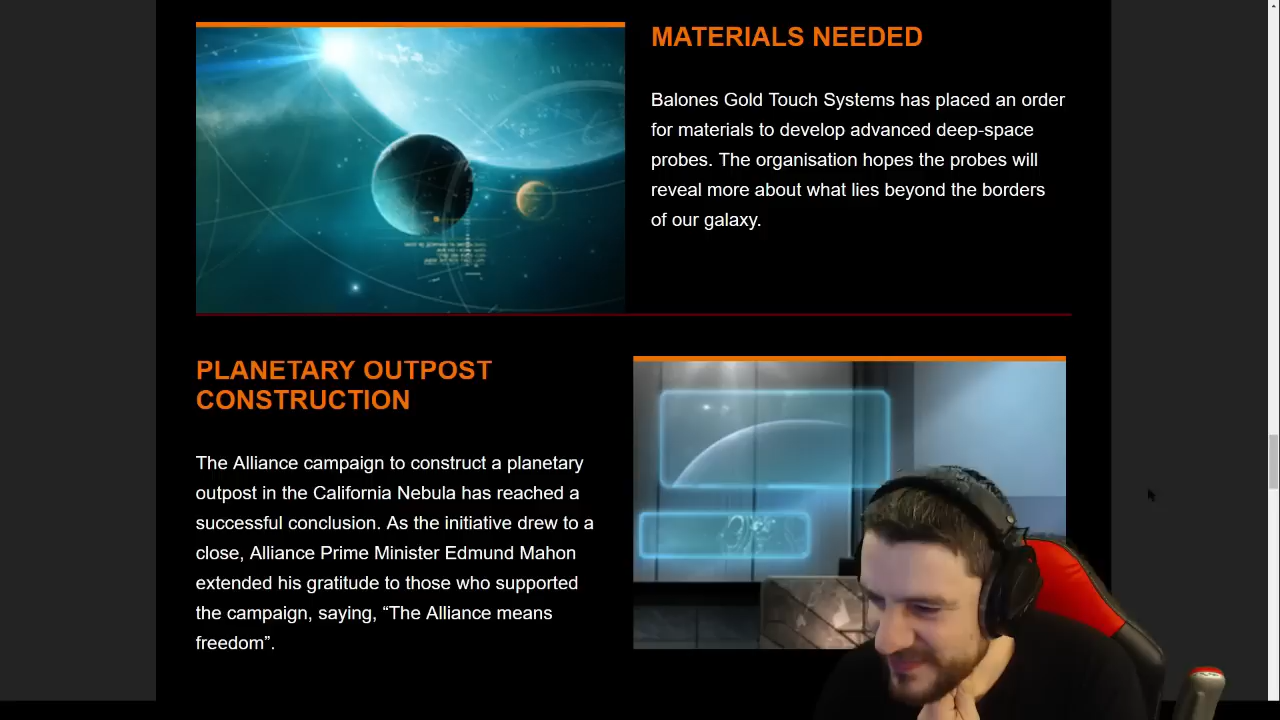 MATERIALS NEEDED
Balones Gold Touch Systems has placed an order
for materials to develop advanced deep-space
probes. The organisation hopes the probes will
reveal more about what lies beyond the borders
of our galaxy.
PLANETARY OUTPOST
CONSTRUCTION
The Alliance campaign to construct a planetary
outpost in the California Nebula has reached a
successful conclusion. As the initiative drew to a
close, Alliance Prime Minister Edmund Mahon
extended his gratitude to those who supported
the campaign, saying, “The Alliance means
freedom”.